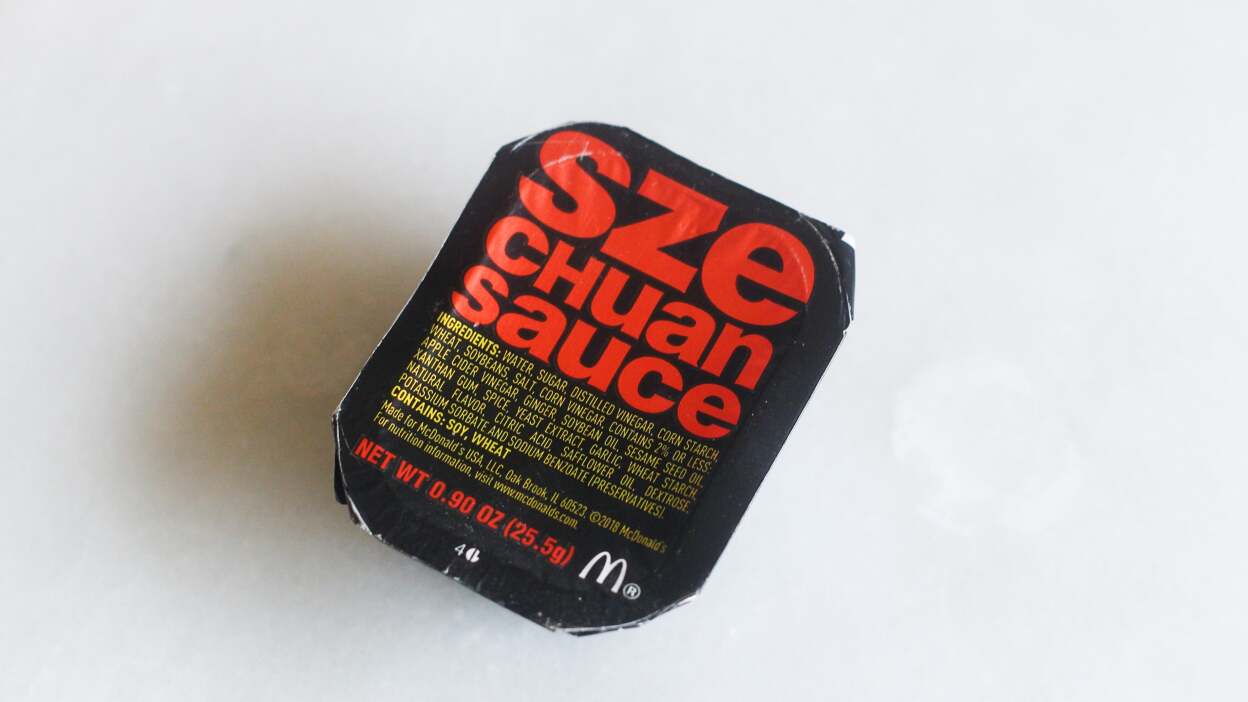 sze
cHuan
sauce
INGREDIENTS: WATER, SUGAR, DISTILLED VINEGAR, CORN STARCH,
WHEAT, SOYBEANS, SALT, CORN VINEGAR, CONTAINS 2% OR LESS:
APPLE CIDER VINEGAR, GINGER, SOYBEAN OIL, SESAME SEED OIL,
XANTHAN GUM, SPICE, YEAST EXTRACT, GARLIC, WHEAT STARCH,
NATURAL FLAVOR, CITRIC ACID, SAFFLOWER OIL, DEXTROSE,
POTASSIUM SORBATE AND SODIUM BENZOATE (PRESERVATIVES).
CONTAINS: SOY, WHEAT
Made for McDonald's USA, LLC, Oak Brook, IL 60523. ©2018 McDonald's
For nutrition information, visit www.mcdonalds.com.
NET WT 0.90 OZ (25.5g)
4
M®